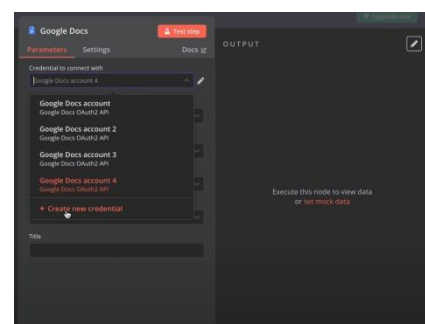 Upgrade now
Google Docs
Test step
Parameters Settings Docs
OUTPUT
Credential to connect with
Google Docs account 4
Google Docs account
Google Docs OAuth2 API
Google Docs account 2
Google Docs OAuth2 API
Google Docs account 3
Google Docs OAuth2 API
Google Docs account 4
Google Docs OAuth2 API
+ Create new credential
Title
Execute this node to view data
or set mock data